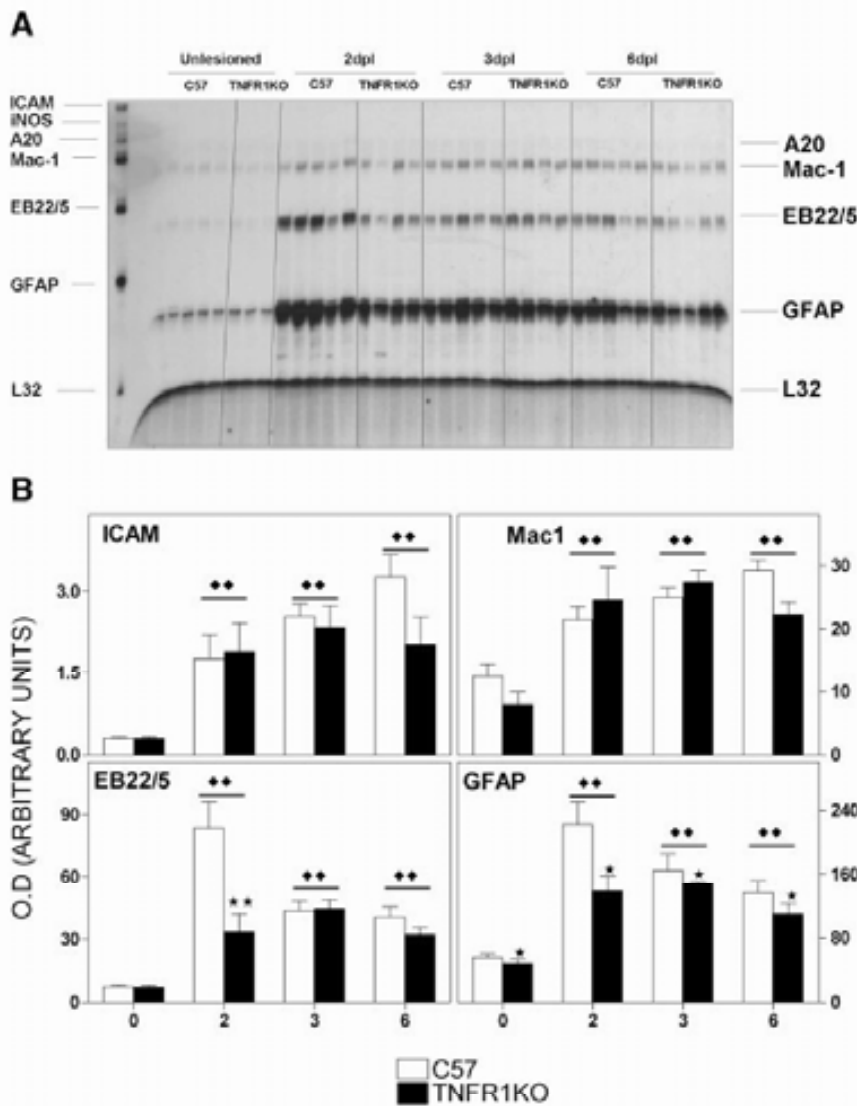 A
Unlesioned 2dpl 3dpl 6dpl
C57 TNFR1KO C57 TNFR1KO C57 TNFR1KO C57 TNFR1KO
ICAM
iNOS
A20
Mac-1
EB22/5
GFAP
L32
A20
Mac-1
EB22/5
GFAP
L32
B
O.D (ARBITRARY UNITS)
ICAM
3.0
1.5
0.0
Mac1
30
20
10
0
EB22/5
90
60
30
0
0 2 3 6
GFAP
240
160
80
0
0 2 3 6
C57
TNFR1KO